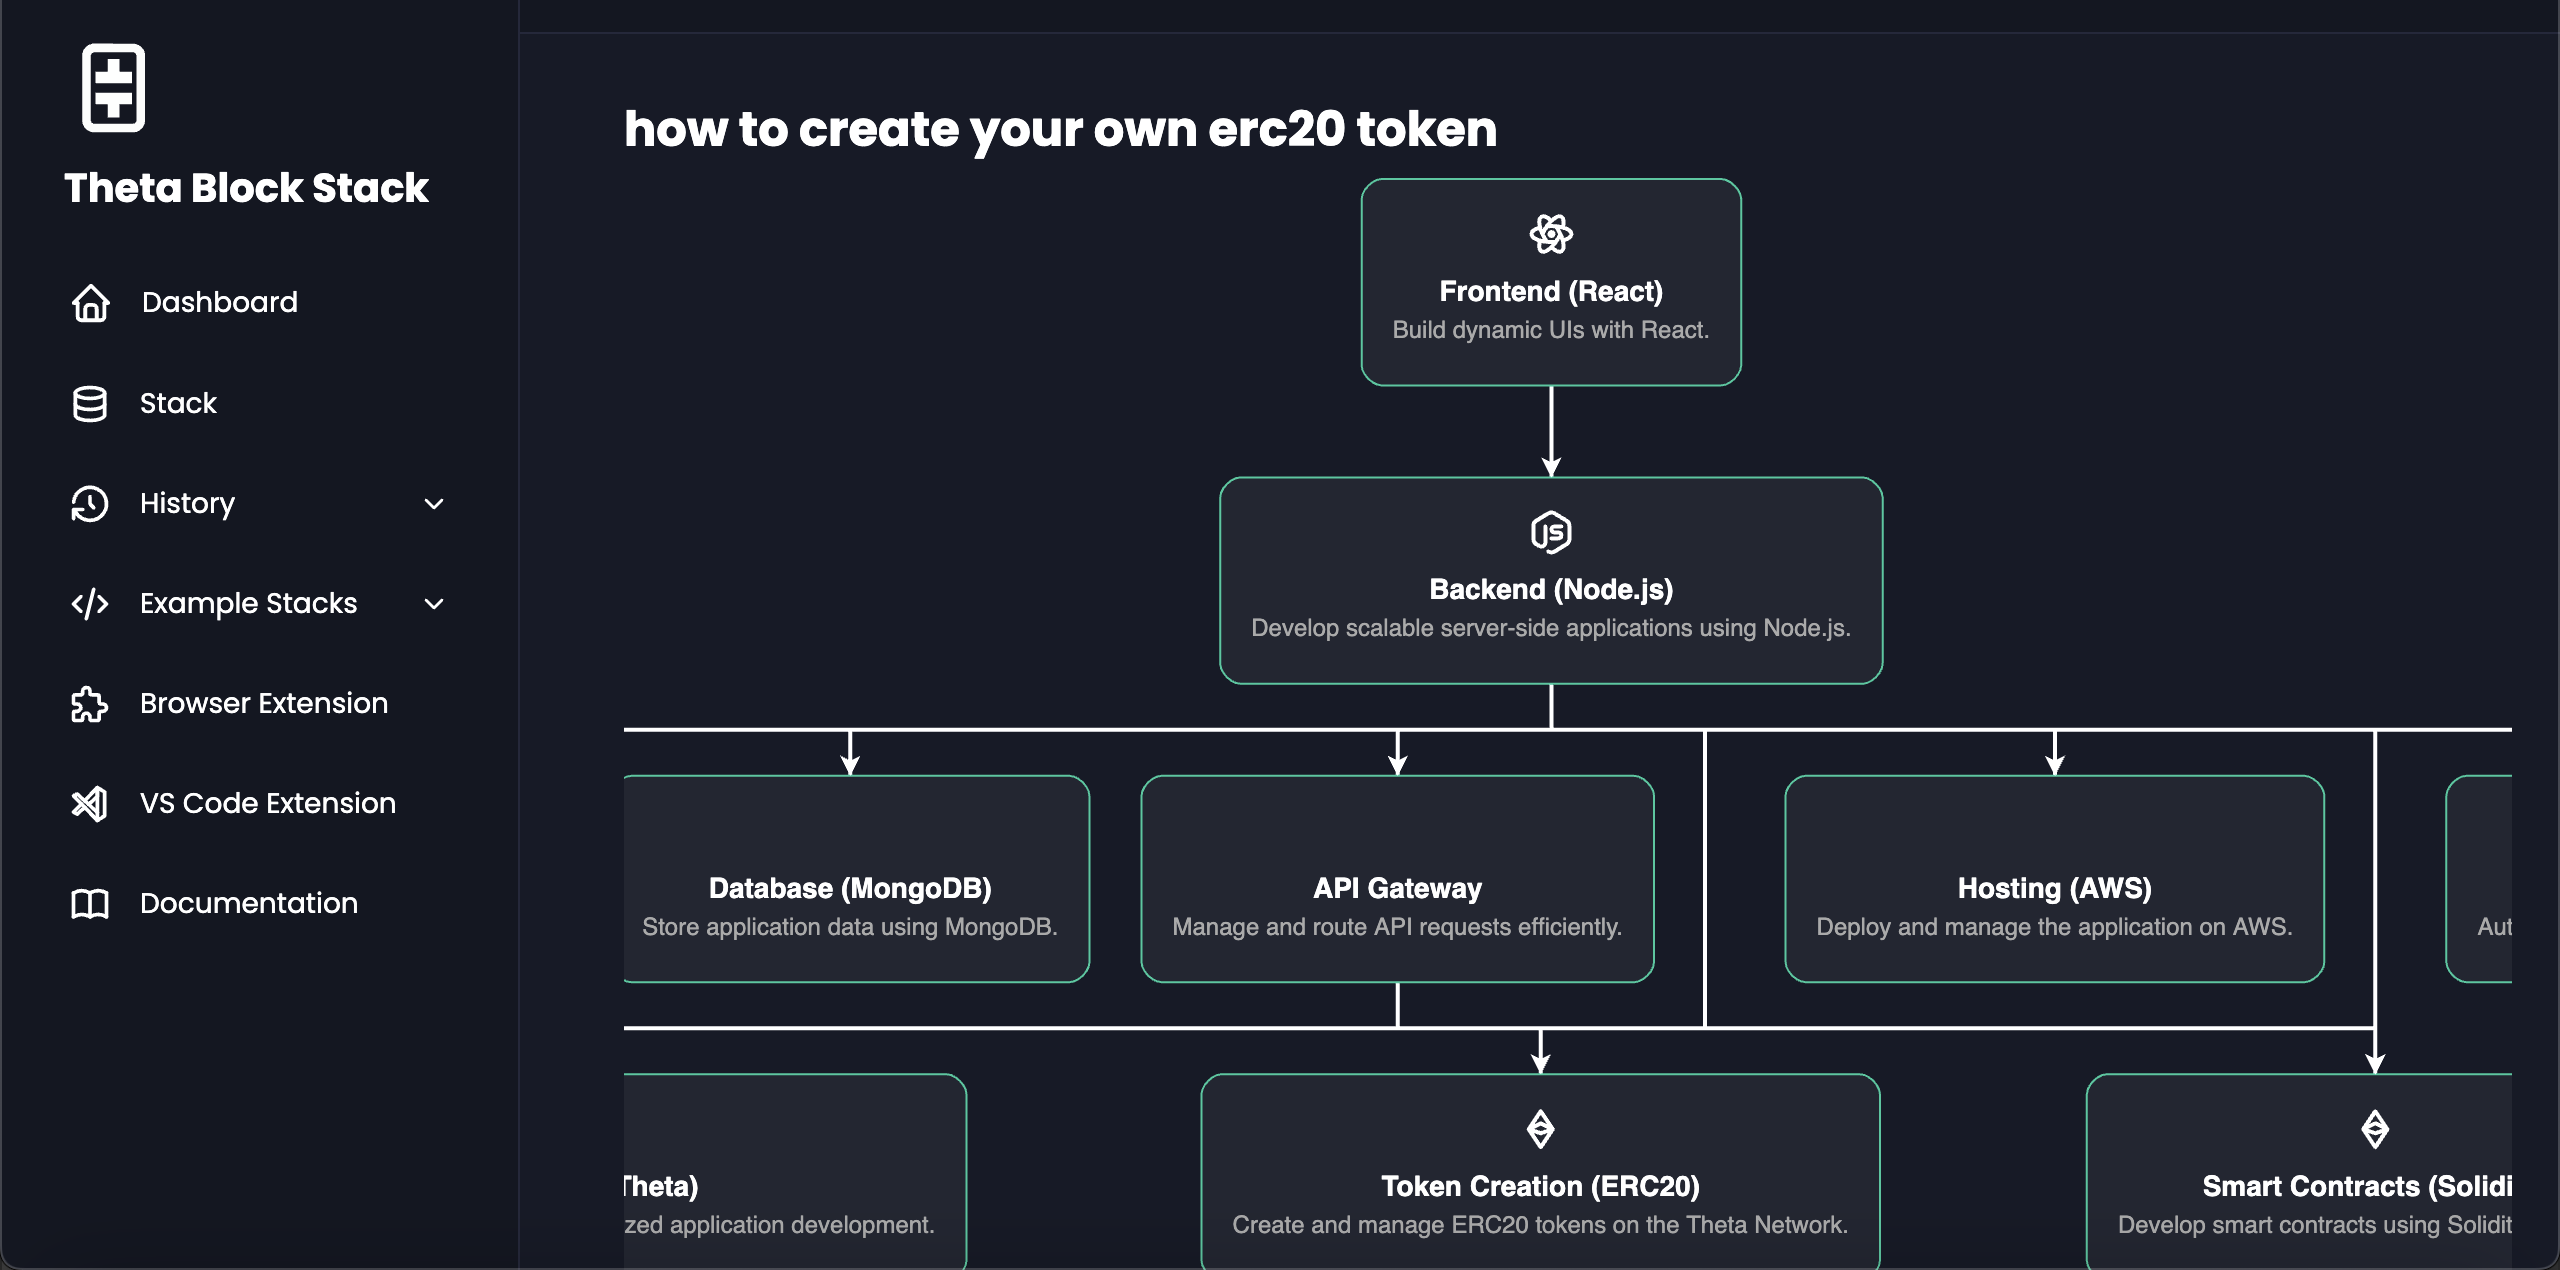 Theta Block Stack
Dashboard
Stack
History
Example Stacks
Browser Extension
VS Code Extension
Documentation
how to create your own erc20 token
Frontend (React)
Build dynamic UIs with React.
JS
Backend (Node.js)
Develop scalable server-side applications using Node.js.
Database (MongoDB)
Store application data using MongoDB.
API Gateway
Manage and route API requests efficiently.
Hosting (AWS)
Deploy and manage the application on AWS.
Aut
Theta)
zed application development.
Token Creation (ERC20)
Create and manage ERC20 tokens on the Theta Network.
Smart Contracts (Solidi
Develop smart contracts using Solidit